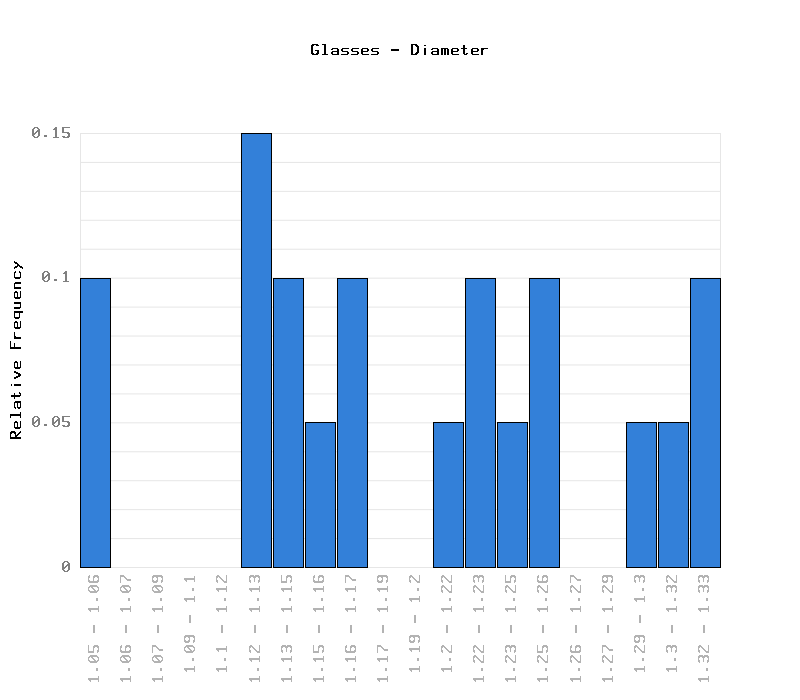 Glasses - Diameter
Relative Frequency
0.15
0.1
0.05
0
1.05 - 1.06
1.06 - 1.07
1.07 - 1.09
1.09 - 1.1
1.1 - 1.12
1.12 - 1.13
1.13 - 1.15
1.15 - 1.16
1.16 - 1.17
1.17 - 1.19
1.19 - 1.2
1.2 - 1.22
1.22 - 1.23
1.23 - 1.25
1.25 - 1.26
1.26 - 1.27
1.27 - 1.29
1.29 - 1.3
1.3 - 1.32
1.32 - 1.33